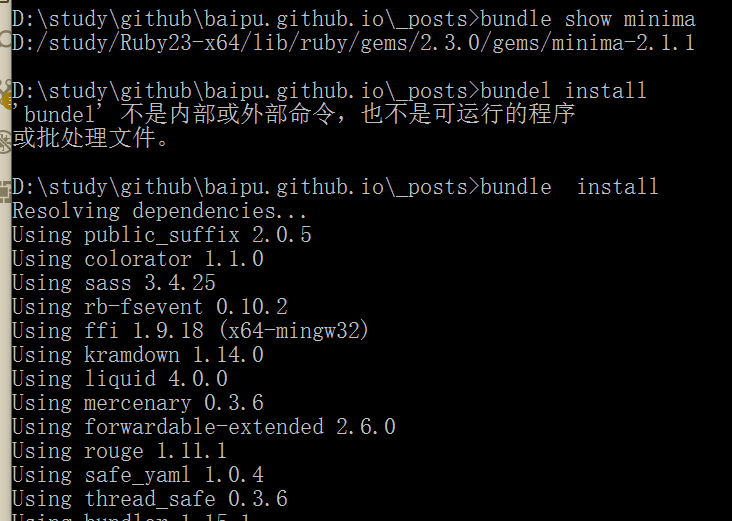 D:\study\github\baipu.github.io\_posts>bundle show minima
D:/study/Ruby23-x64/lib/ruby/gems/2.3.0/gems/minima-2.1.1
D:\study\github\baipu.github.io\_posts>bundel install
'bundel' 不是内部或外部命令，也不是可运行的程序
或批处理文件。
D:\study\github\baipu.github.io\_posts>bundle  install
Resolving dependencies...
Using public_suffix 2.0.5
Using colorator 1.1.0
Using sass 3.4.25
Using rb-fsevent 0.10.2
Using ffi 1.9.18 (x64-mingw32)
Using kramdown 1.14.0
Using liquid 4.0.0
Using mercenary 0.3.6
Using forwardable-extended 2.6.0
Using rouge 1.11.1
Using safe_yaml 1.0.4
Using thread_safe 0.3.6
Using bundler 1.15.1